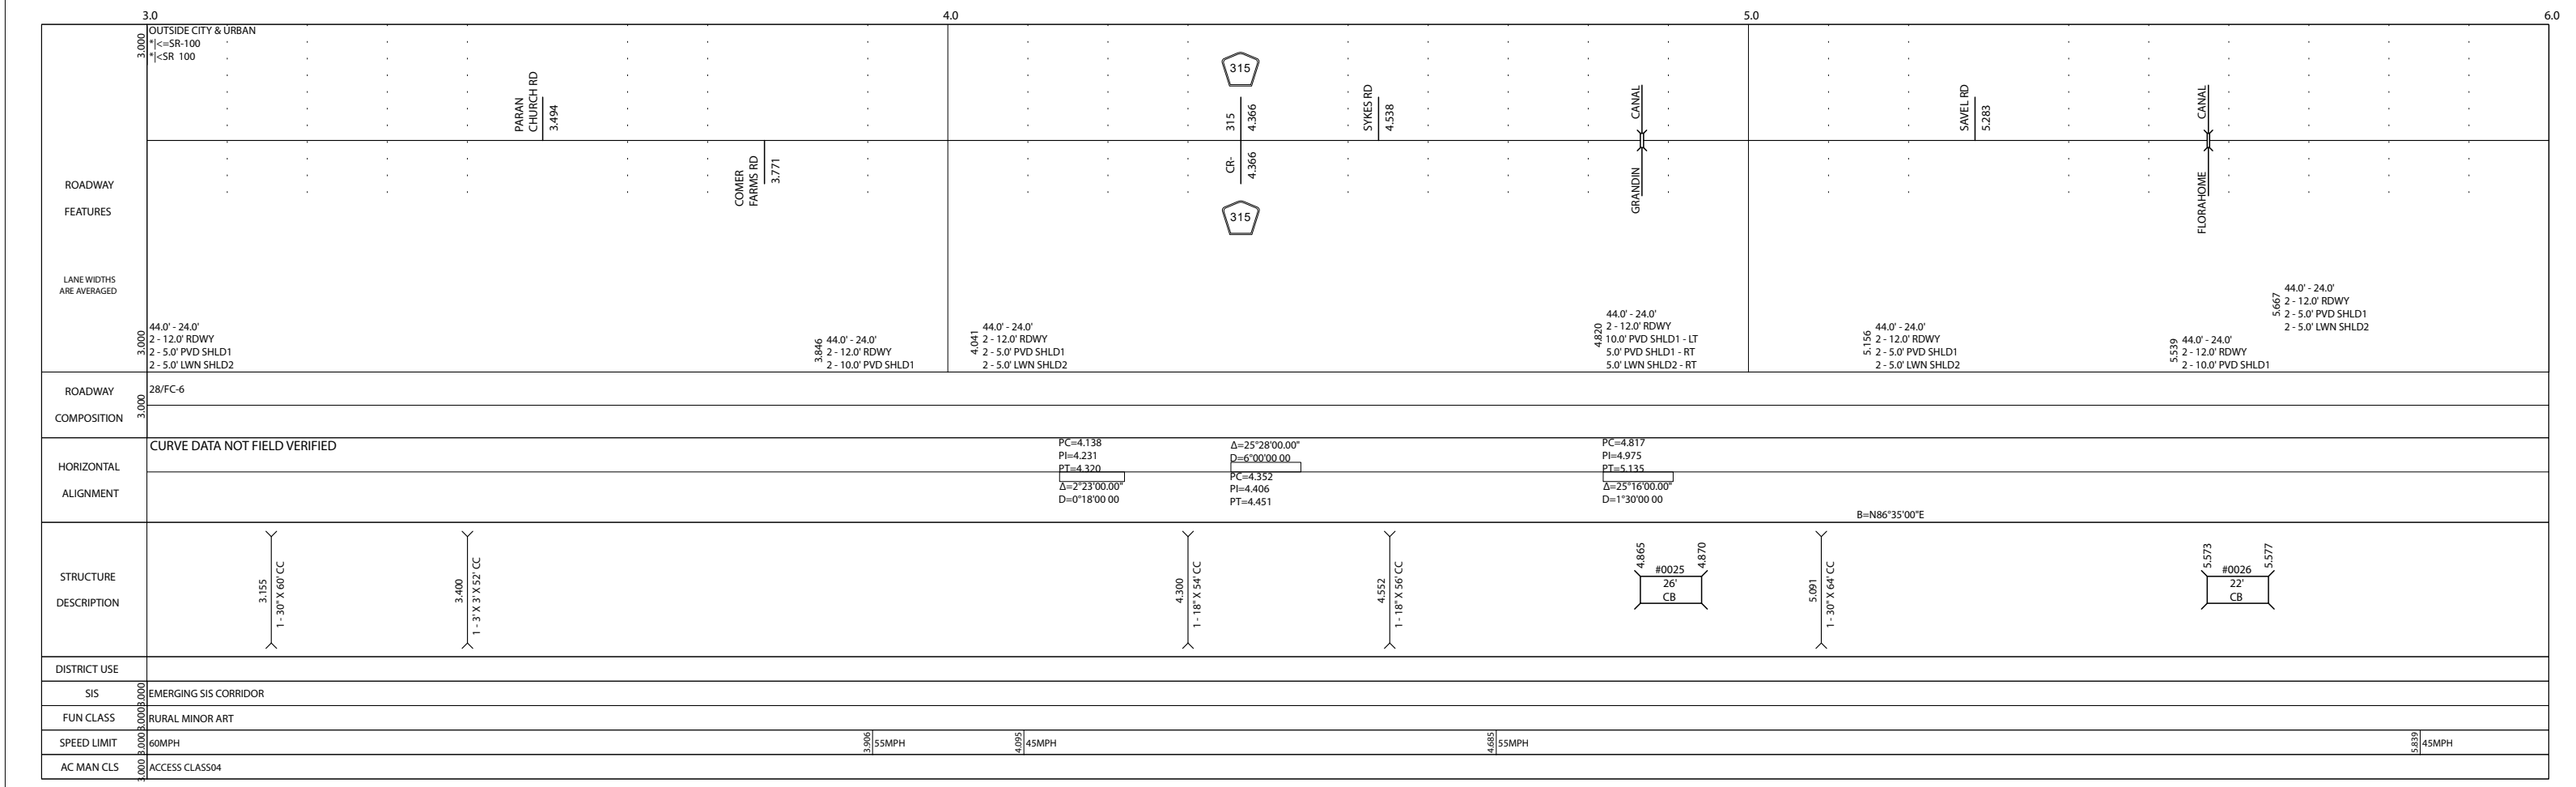 3.0
4.0
5.0
6.0
3.000
OUTSIDE CITY & URBAN
*|<=SR-100
*|<SR 100
PARAN
CHURCH RD
3.494
COMER
FARMS RD
3.771
315
315
4.366
CR-
4.366
315
SYKES RD
4.538
CANAL
GRANDIN
SAVEL RD
5.283
CANAL
FLORAHOME
ROADWAY
FEATURES
LANE WIDTHS
ARE AVERAGED
3.000
44.0' - 24.0'
2 - 12.0' RDWY
2 - 5.0' PVD SHLD1
2 - 5.0' LWN SHLD2
3.846
44.0' - 24.0'
2 - 12.0' RDWY
2 - 10.0' PVD SHLD1
4.041
44.0' - 24.0'
2 - 12.0' RDWY
2 - 5.0' PVD SHLD1
2 - 5.0' LWN SHLD2
4.820
44.0' - 24.0'
2 - 12.0' RDWY
10.0' PVD SHLD1 - LT
5.0' PVD SHLD1 - RT
5.0' LWN SHLD2 - RT
5.156
44.0' - 24.0'
2 - 12.0' RDWY
2 - 5.0' PVD SHLD1
2 - 5.0' LWN SHLD2
5.539
44.0' - 24.0'
2 - 12.0' RDWY
2 - 10.0' PVD SHLD1
5.667
44.0' - 24.0'
2 - 12.0' RDWY
2 - 5.0' PVD SHLD1
2 - 5.0' LWN SHLD2
ROADWAY
COMPOSITION
3.000
28/FC-6
HORIZONTAL
ALIGNMENT
CURVE DATA NOT FIELD VERIFIED
PC=4.138
PI=4.231
PT=4.320
Δ=2°23'00.00"
D=0°18'00 00
Δ=25°28'00.00"
D=6°00'00 00
PC=4.352
PI=4.406
PT=4.451
PC=4.817
PI=4.975
PT=5.135
Δ=25°16'00.00"
D=1°30'00 00
B=N86°35'00"E
STRUCTURE
DESCRIPTION
3.155
1 - 30" X 60' CC
3.400
1 - 3' X 3' X 52' CC
4.300
1 - 18" X 54' CC
4.552
1 - 18" X 56' CC
4.865
4.870
#0025
26'
CB
5.091
1 - 30" X 64' CC
5.573
5.577
#0026
22'
CB
DISTRICT USE
SIS
3.000
EMERGING SIS CORRIDOR
FUN CLASS
3.000
RURAL MINOR ART
SPEED LIMIT
3.000
60MPH
3.906
55MPH
4.095
45MPH
4.685
55MPH
5.839
45MPH
AC MAN CLS
3.000
ACCESS CLASS04